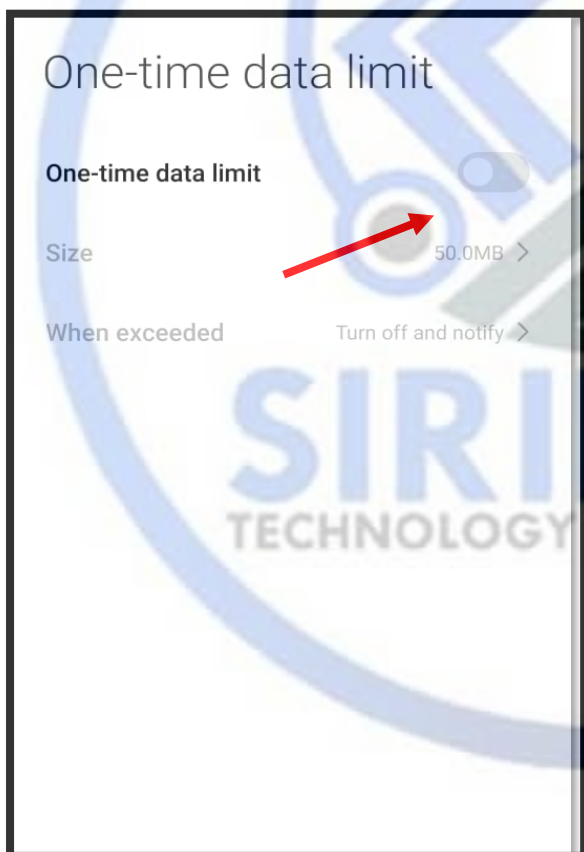 One-time data limit
One-time data limit
Size 50.0MB
When exceeded Turn off and notify
SIRI
TECHNOLOGY